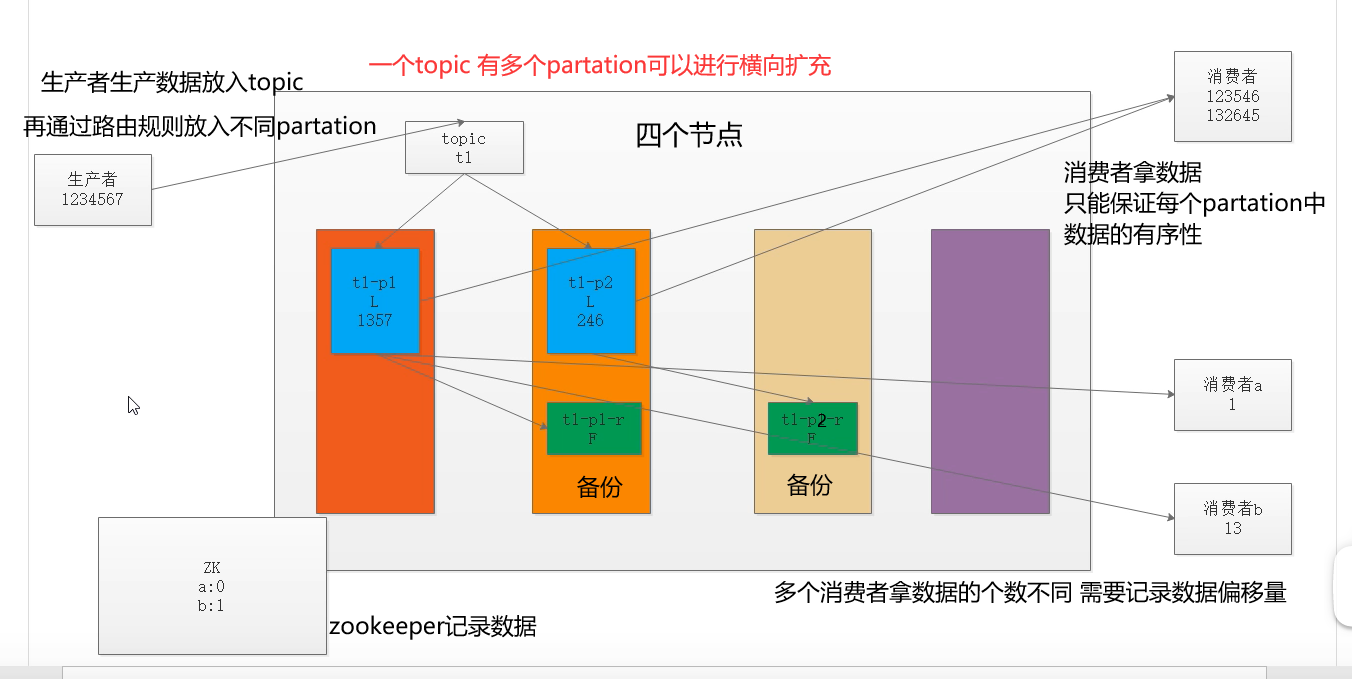 一个topic 有多个partation可以进行横向扩充
生产者生产数据放入topic
再通过路由规则放入不同partation
生产者
1234567
topic
t1
四个节点
消费者
123546
132645
消费者拿数据
只能保证每个partation中
数据的有序性
t1-p1
L
1357
t1-p2
L
246
t1-p1-r
F
备份
t1-p2-r
F
备份
消费者a
1
消费者b
13
ZK
a:0
b:1
zookeeper记录数据
多个消费者拿数据的个数不同 需要记录数据偏移量